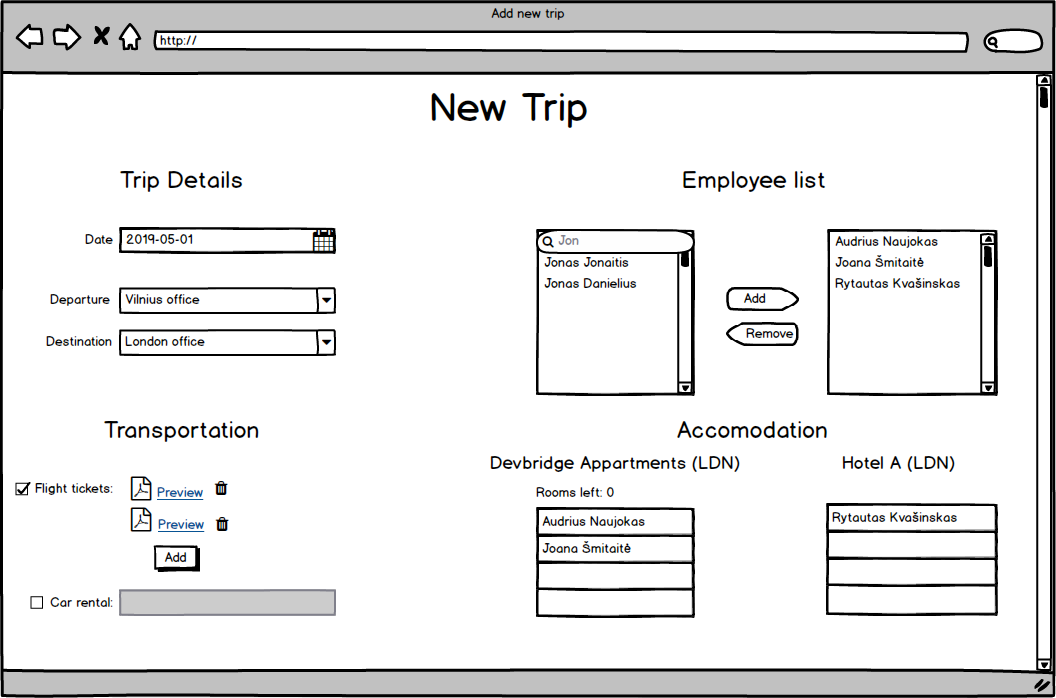 Add new trip
http://
New Trip
Trip Details
Date
2019-05-01
Departure
Vilnius office
Destination
London office
Employee list
Jon
Jonas Jonaitis
Jonas Danielius
Add
Remove
Audrius Naujokas
Joana Šmitaitė
Rytautas Kvašinskas
Transportation
Flight tickets:
Preview
Preview
Add
Car rental:
Accomodation
Devbridge Appartments (LDN)
Rooms left: 0
Audrius Naujokas
Joana Šmitaitė
Hotel A (LDN)
Rytautas Kvašinskas